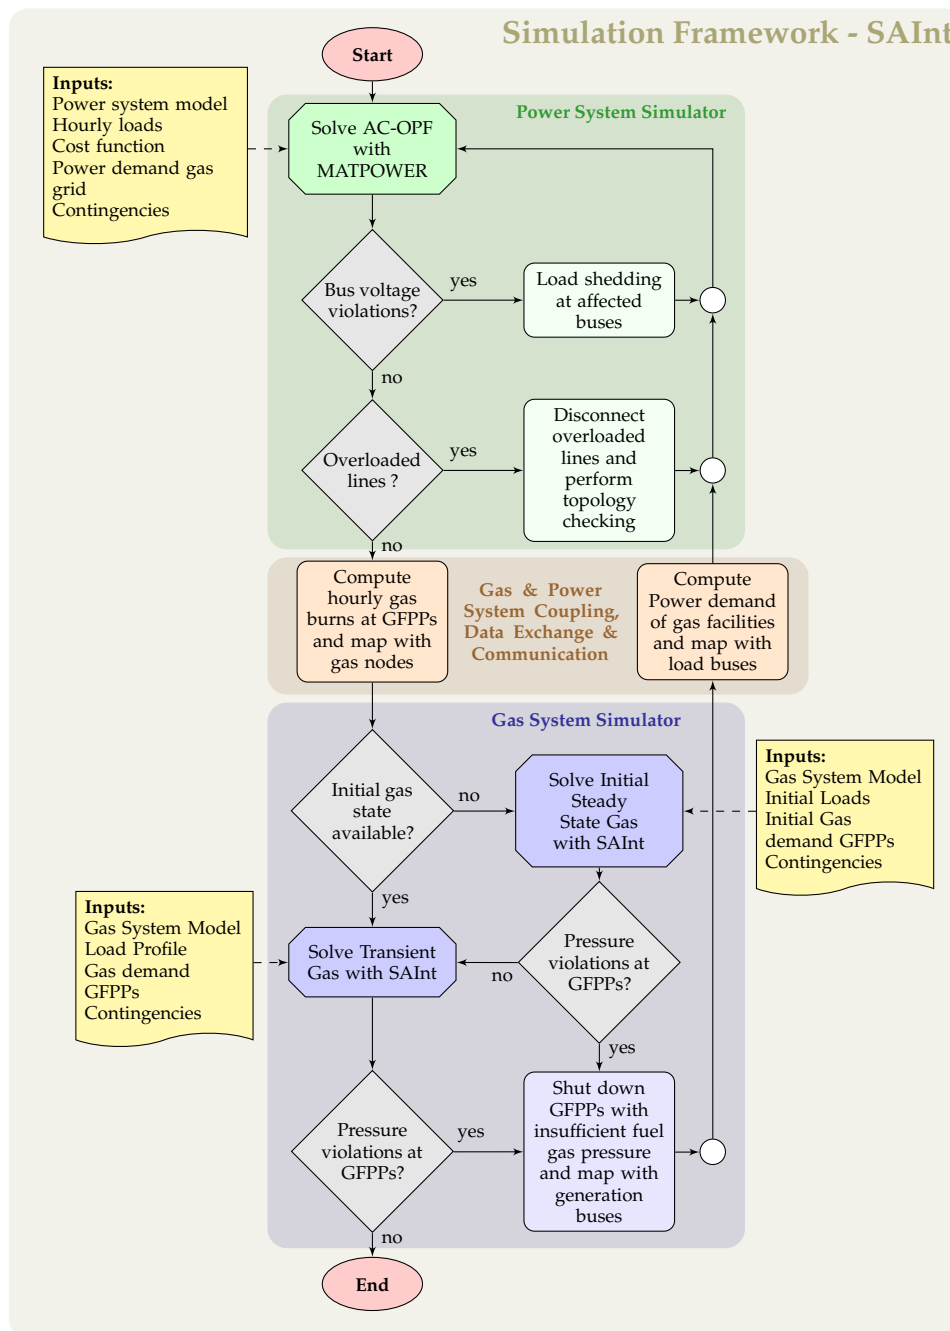 Simulation Framework - SAInt
Start
Inputs:
Power system model
Hourly loads
Cost function
Power demand gas
grid
Contingencies
Power System Simulator
Solve AC-OPF
with
MATPOWER
Bus voltage
violations?
yes
Load shedding
at affected
buses
no
Overloaded
lines ?
yes
Disconnect
overloaded
lines and
perform
topology
checking
no
Compute
hourly gas
burns at GFPPs
and map with
gas nodes
Gas & Power
System Coupling,
Data Exchange &
Communication
Compute
Power demand
of gas facilities
and map with
load buses
Gas System Simulator
Initial gas
state
available?
no
Solve Initial
Steady
State Gas
with SAInt
Inputs:
Gas System Model
Initial Loads
Initial Gas
demand GFPPs
Contingencies
yes
Inputs:
Gas System Model
Load Profile
Gas demand
GFPPs
Contingencies
Solve Transient
Gas with SAInt
no
Pressure
violations at
GFPPs?
yes
Pressure
violations at
GFPPs?
yes
Shut down
GFPPs with
insufficient fuel
gas pressure
and map with
generation
buses
no
End